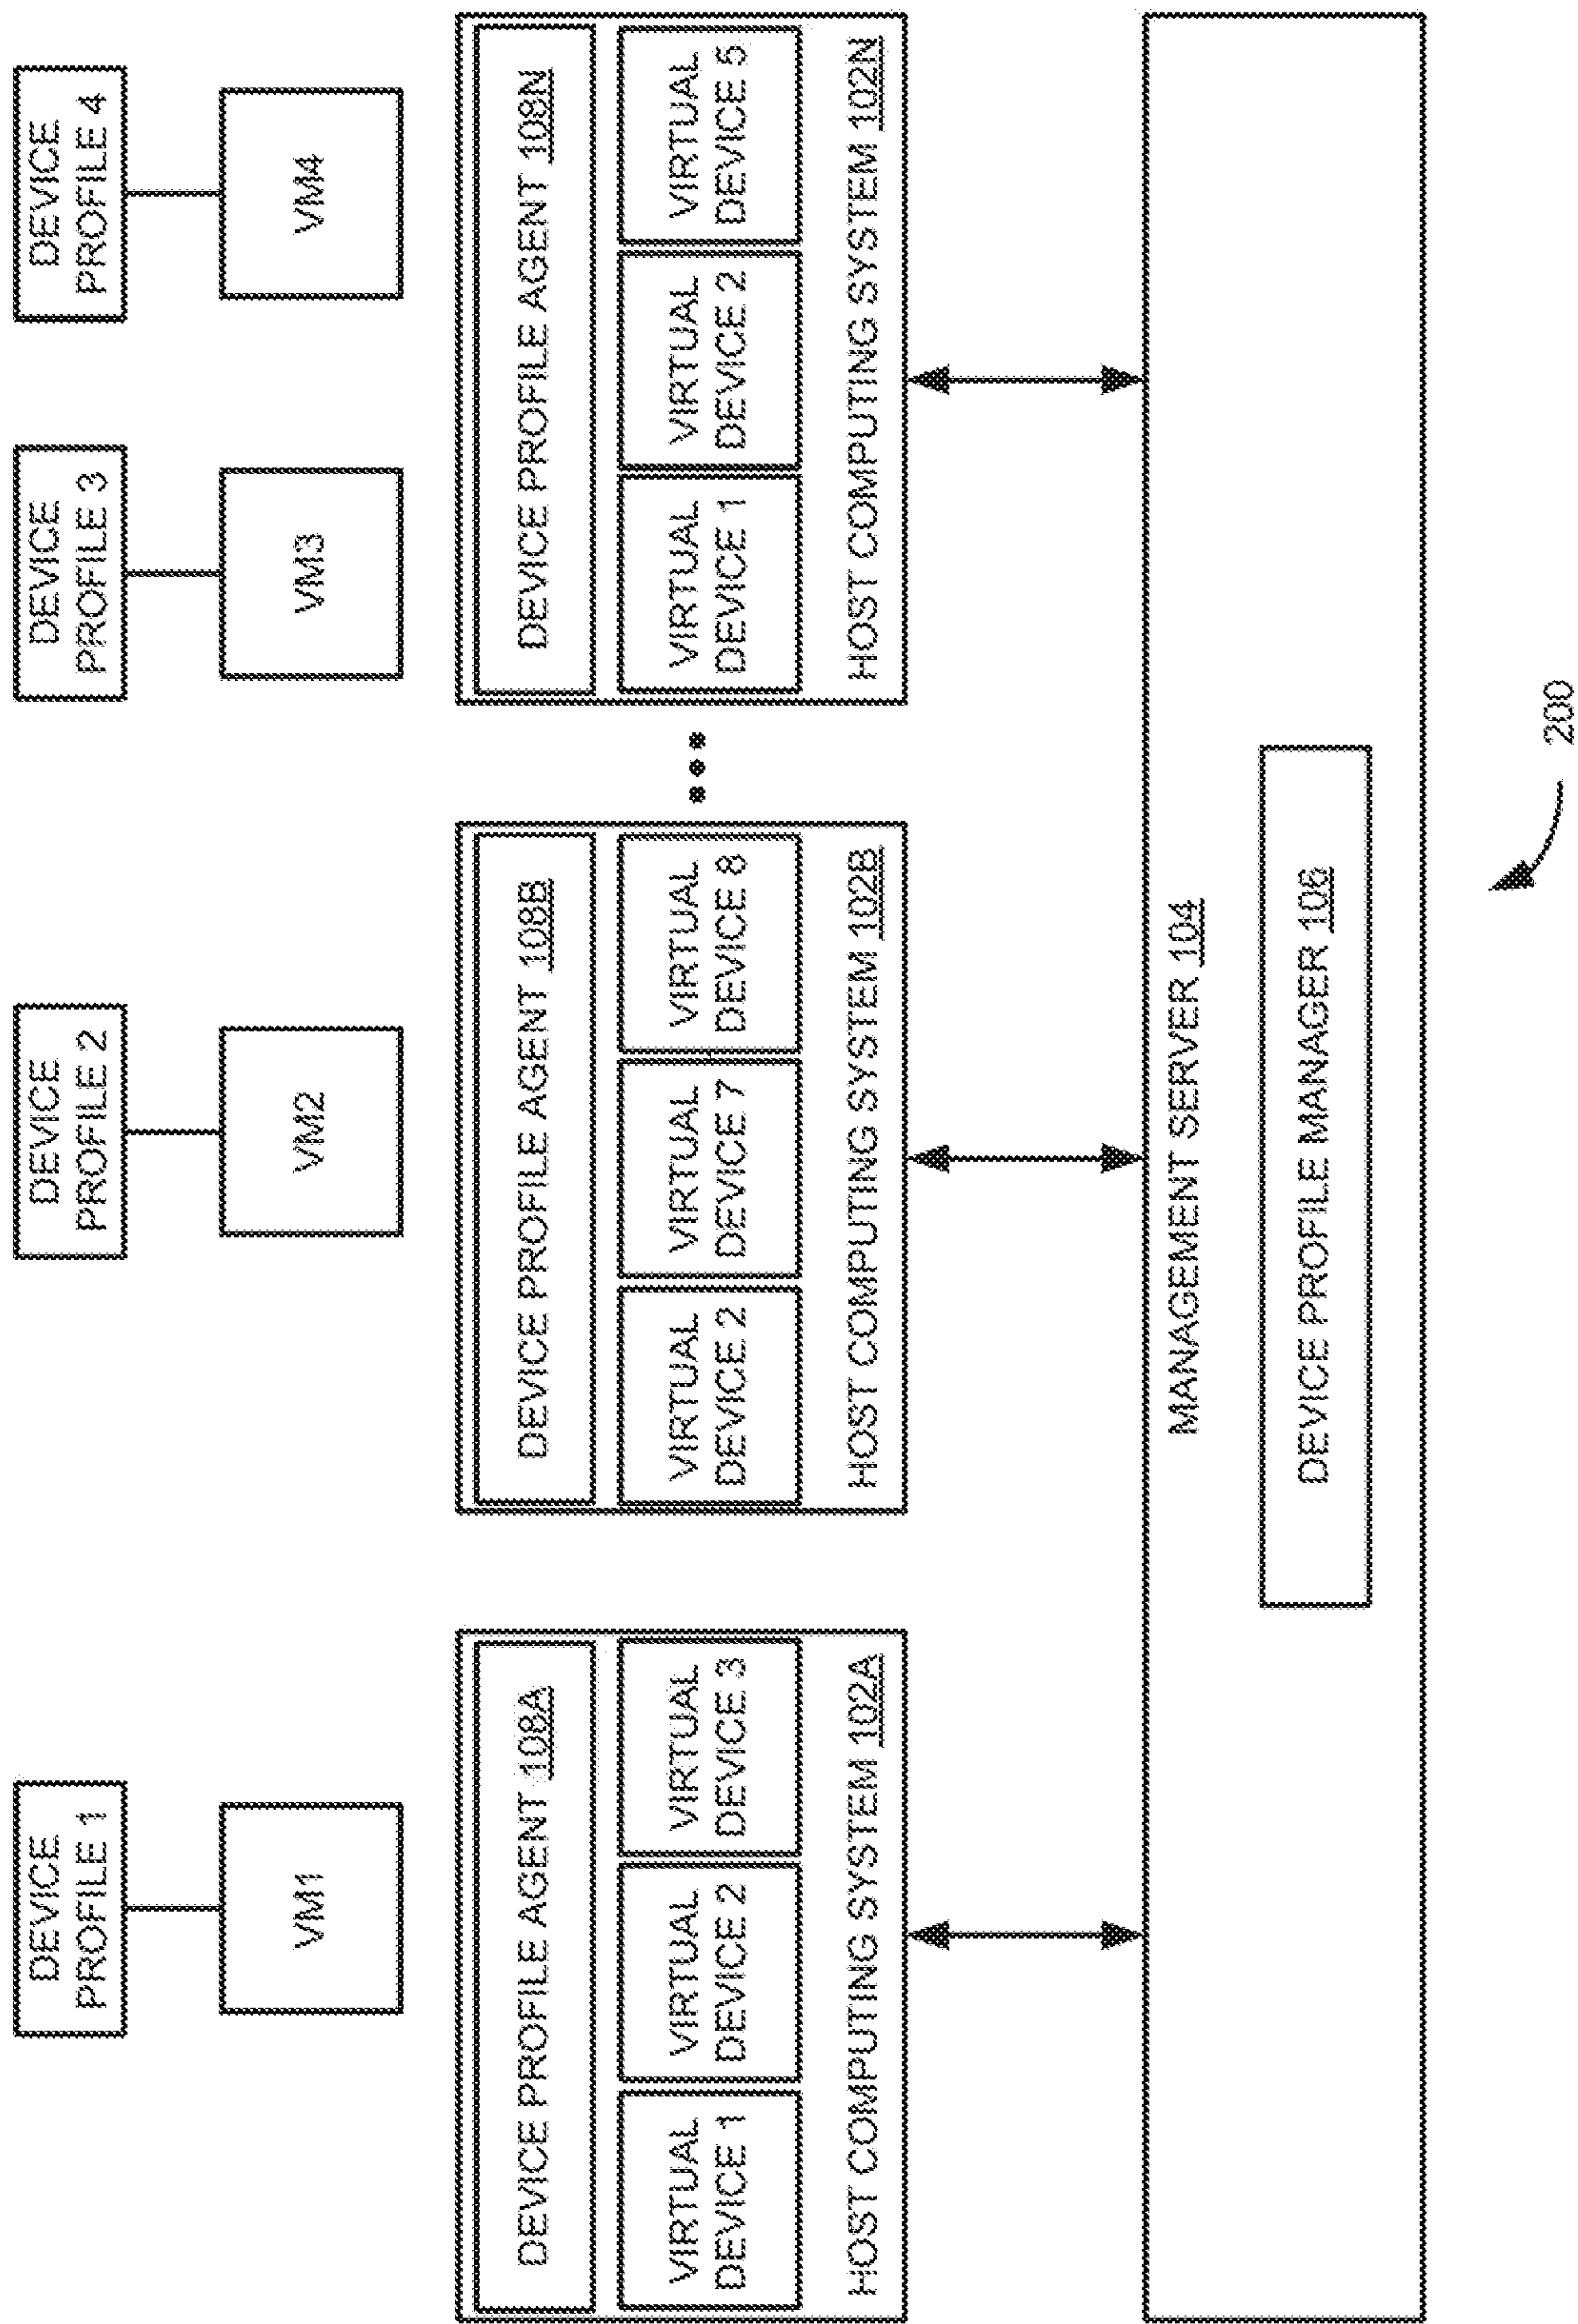 DEVICE
PROFILE 1
DEVICE
PROFILE 2
DEVICE
PROFILE 3
DEVICE
PROFILE 4
VM1
VM2
VM3
VM4
DEVICE PROFILE AGENT 108A
VIRTUAL
DEVICE 1
VIRTUAL
DEVICE 2
VIRTUAL
DEVICE 3
HOST COMPUTING SYSTEM 102A
DEVICE PROFILE AGENT 108B
VIRTUAL
DEVICE 2
VIRTUAL
DEVICE 7
VIRTUAL
DEVICE 8
HOST COMPUTING SYSTEM 102B
DEVICE PROFILE AGENT 108N
VIRTUAL
DEVICE 1
VIRTUAL
DEVICE 2
VIRTUAL
DEVICE 5
HOST COMPUTING SYSTEM 102N
MANAGEMENT SERVER 104
DEVICE PROFILE MANAGER 106
200